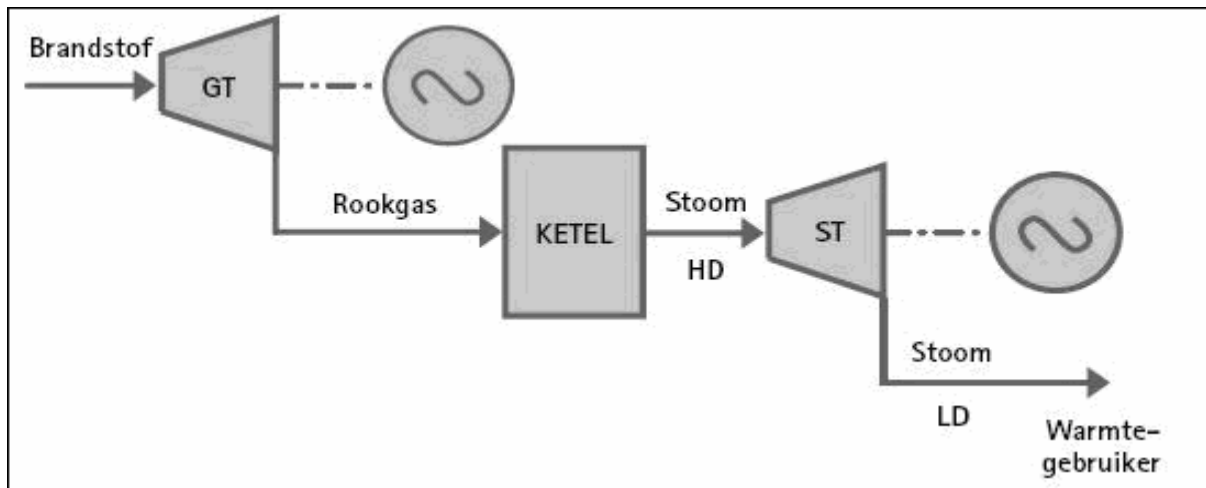 Brandstof
GT
Rookgas
KETEL
Stoom
HD
ST
Stoom
LD
Warmte-
gebruiker